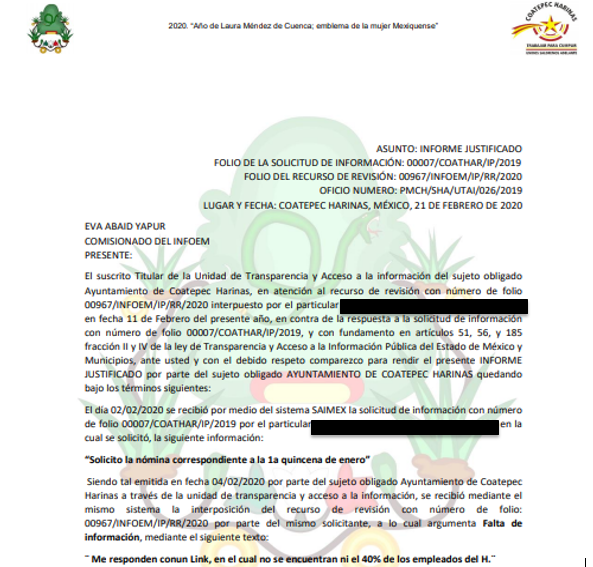 2020. "Año de Laura Méndez de Cuenca; emblema de la mujer Mexiquense"
COATEPEC HARINAS
TRABAJAR PARA CUMPLIR
ASUNTO: INFORME JUSTIFICADO
FOLIO DE LA SOLICITUD DE INFORMACIÓN: 00007/COATHAR/IP/2019
FOLIO DEL RECURSO DE REVISIÓN: 00967/INFOEM/IP/RR/2020
OFICIO NUMERO: PMCH/SHA/UTAI/026/2019
LUGAR Y FECHA: COATEPEC HARINAS, MÉXICO, 21 DE FEBRERO DE 2020
EVA ABAID YAPUR
COMISIONADO DEL INFOEM
PRESENTE:
El suscrito Titular de la Unidad de Transparencia y Acceso a la información del sujeto obligado
Ayuntamiento de Coatepec Harinas, en atención al recurso de revisión con número de folio
00967/INFOEM/IP/RR/2020 interpuesto por el particular
en fecha 11 de Febrero del presente año, en contra de la respuesta a la solicitud de información
con número de folio 00007/COATHAR/IP/2019, y con fundamento en artículos 51, 56, y 185
fracción II y IV de la ley de Transparencia y Acceso a la Información Pública del Estado de México y
Municipios, ante usted y con el debido respeto comparezco para rendir el presente INFORME
JUSTIFICADO por parte del sujeto obligado AYUNTAMIENTO DE COATEPEC HARINAS quedando
bajo los términos siguientes:
El día 02/02/2020 se recibió por medio del sistema SAIMEX la solicitud de información con número
de folio 00007/COATHAR/IP/2019 por el particular en la
cual se solicitó, la siguiente información:
"Solicito la nómina correspondiente a la 1a quincena de enero"
Siendo tal emitida en fecha 04/02/2020 por parte del sujeto obligado Ayuntamiento de Coatepec
Harinas a través de la unidad de transparencia y acceso a la información, se recibió mediante el
mismo sistema la interposición del recurso de revisión con número de folio:
00967/INFOEM/IP/RR/2020 por parte del mismo solicitante, a lo cual argumenta Falta de
información, mediante el siguiente texto:
¨ Me responden conun Link, en el cual no se encuentran ni el 40% de los empleados del H.¨